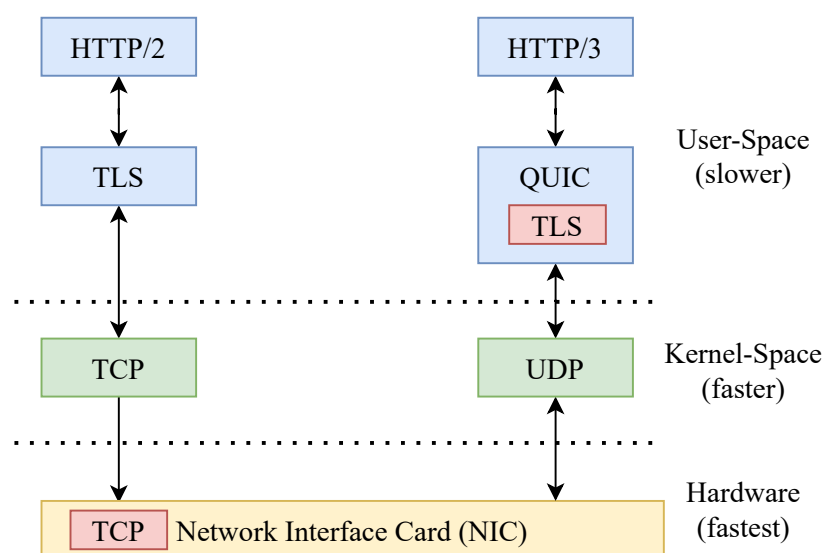 HTTP/2
HTTP/3
User-Space
(slower)
TLS
QUIC
TLS
TCP
UDP
Kernel-Space
(faster)
TCP Network Interface Card (NIC)
Hardware
(fastest)